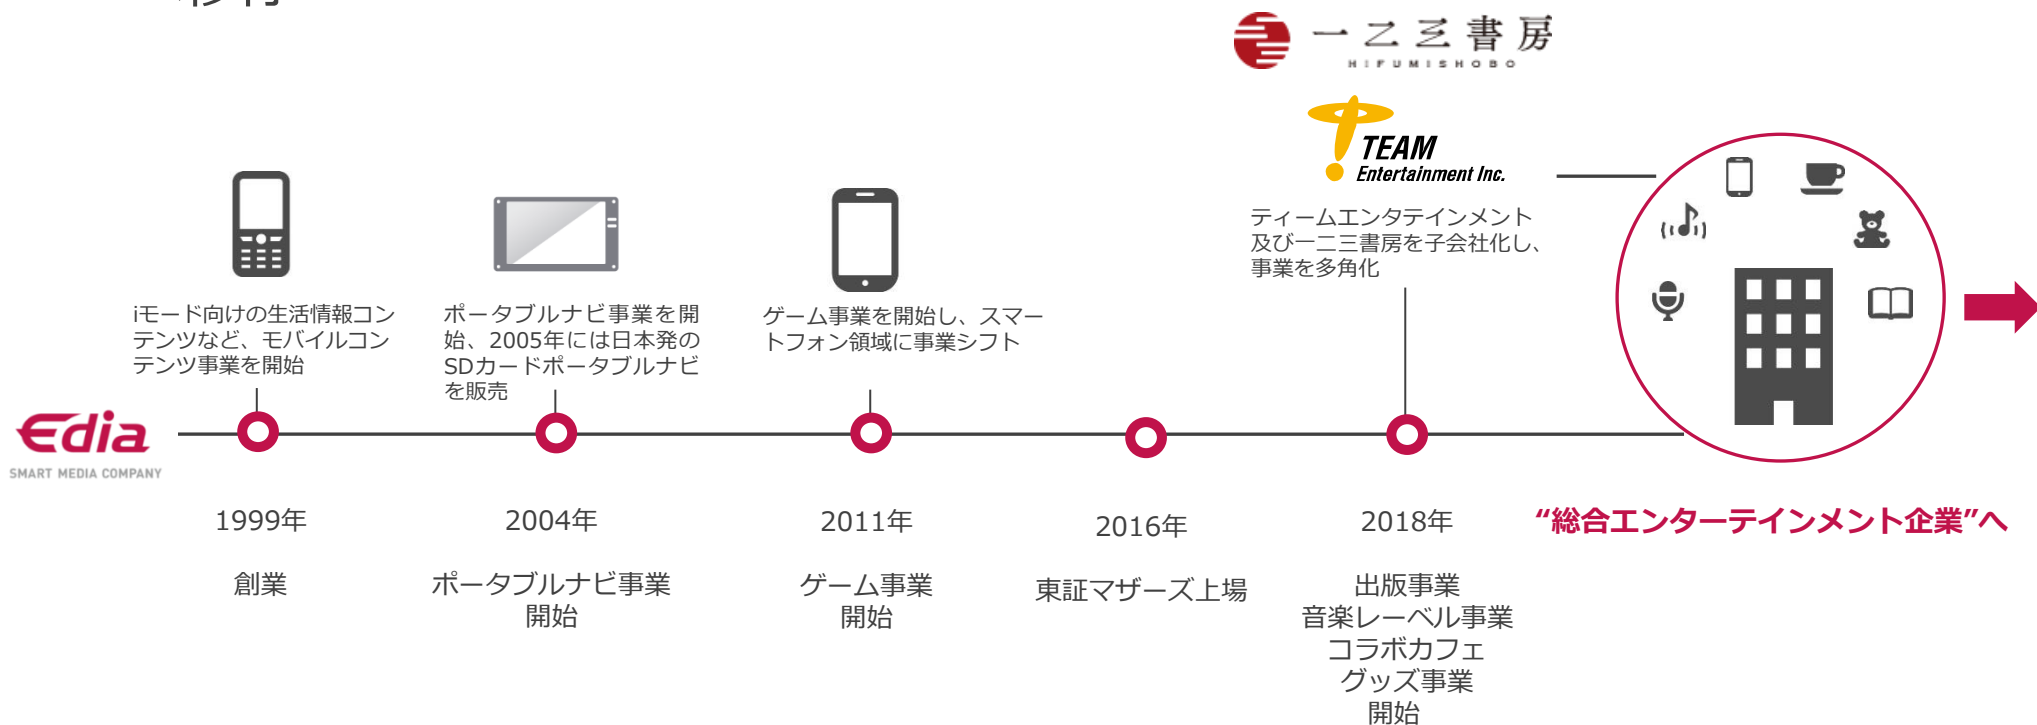 一二三書房
HIFUMISHOBO
TEAM
Entertainment Inc.
ティームエンタテインメント
及び一二三書房を子会社化し、
事業を多角化
iモード向けの生活情報コン
テンツなど、モバイルコン
テンツ事業を開始
ポータブルナビ事業を開
始、2005年には日本発の
SDカードポータブルナビ
を販売
ゲーム事業を開始し、スマー
トフォン領域に事業シフト
Edia
SMART MEDIA COMPANY
1999年
創業
2004年
ポータブルナビ事業
開始
2011年
ゲーム事業
開始
2016年
東証マザーズ上場
2018年
出版事業
音楽レーベル事業
コラボカフェ
グッズ事業
開始
“総合エンターテインメント企業”へ